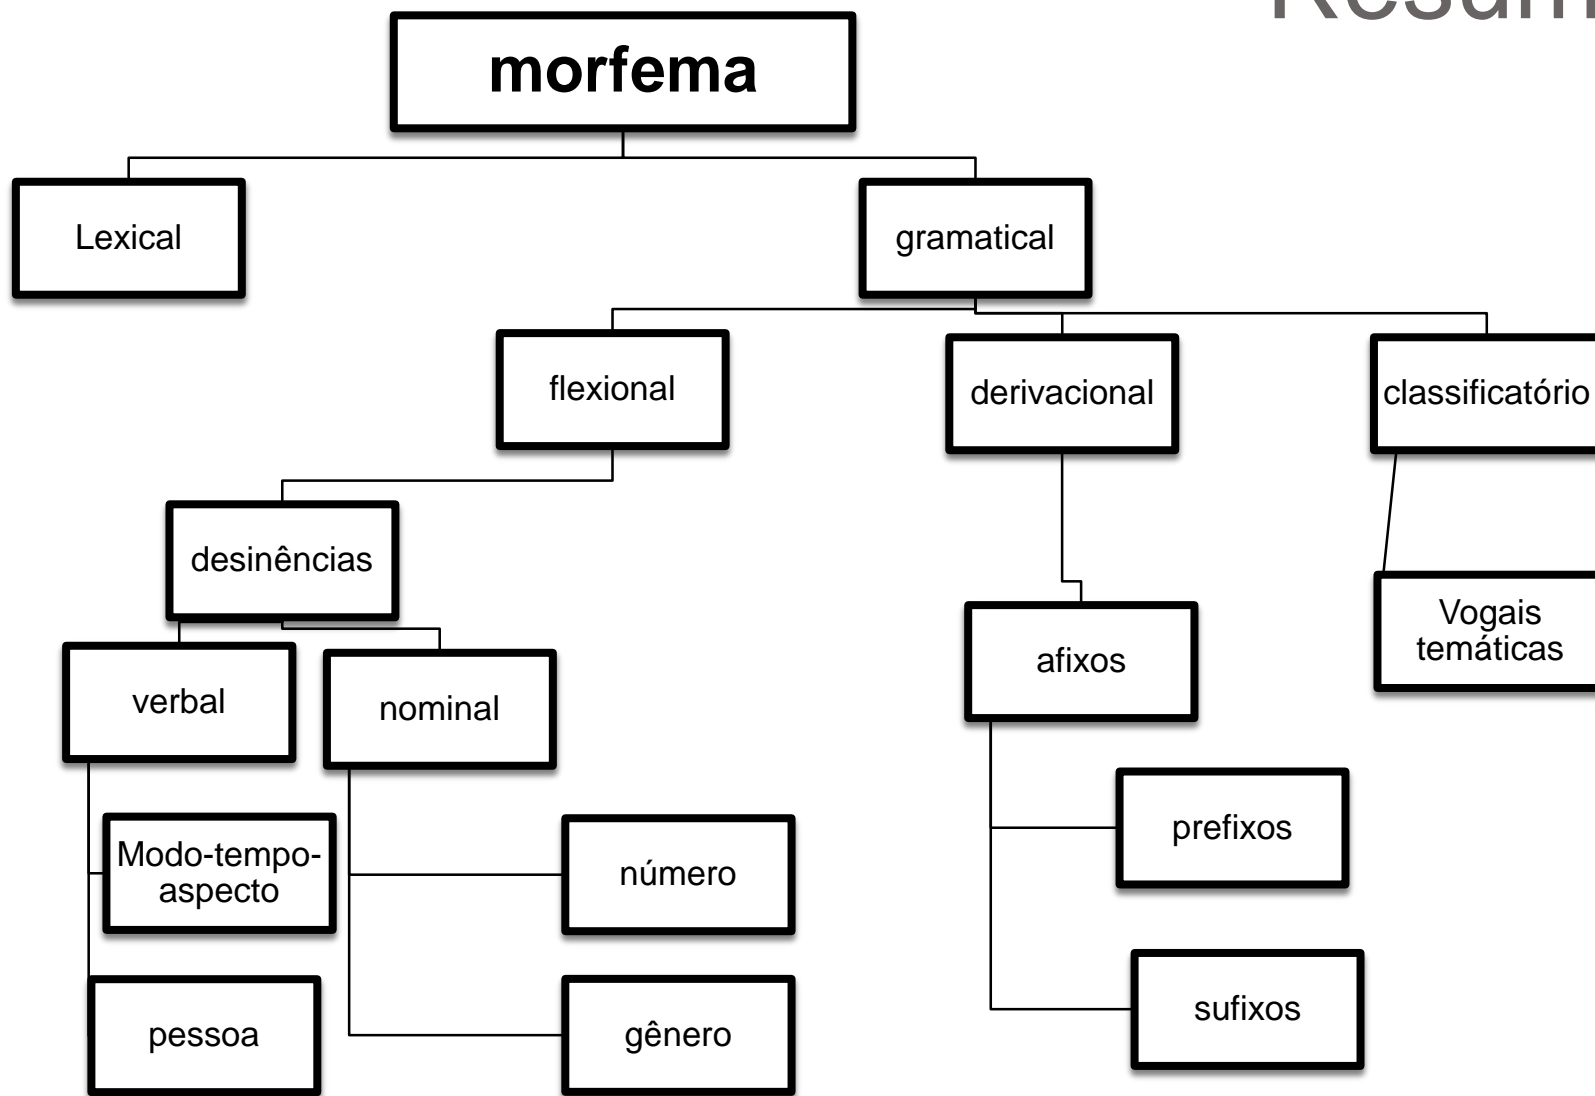 Resum
morfema
Lexical
gramatical
flexional
derivacional
classificatório
desinências
Vogais
temáticas
afixos
verbal
nominal
prefixos
Modo-tempo-
aspecto
número
sufixos
pessoa
gênero